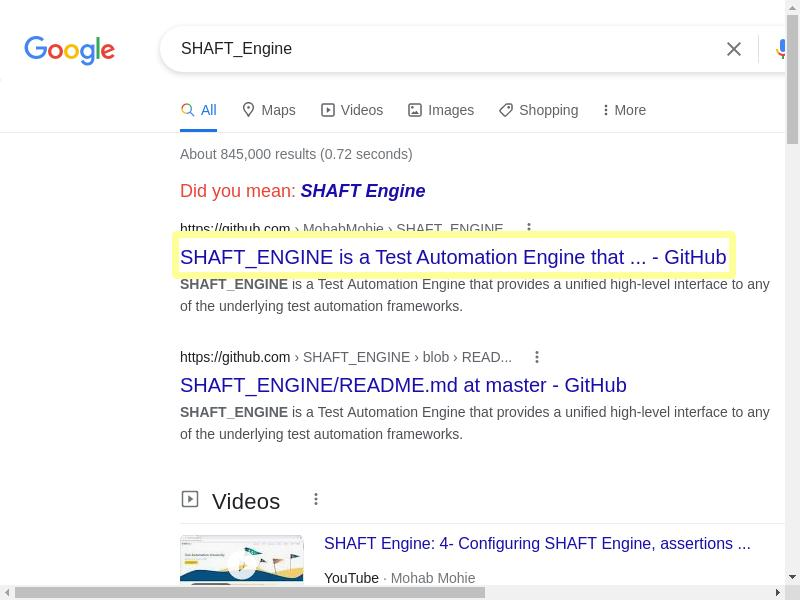 Google
SHAFT_Engine
All Maps Videos Images Shopping More
About 845,000 results (0.72 seconds)
Did you mean: SHAFT Engine
https://github.com › MohabMohie › SHAFT_ENGINE
SHAFT_ENGINE is a Test Automation Engine that ... - GitHub
SHAFT_ENGINE is a Test Automation Engine that provides a unified high-level interface to any
of the underlying test automation frameworks.
https://github.com › SHAFT_ENGINE › blob › READ...
SHAFT_ENGINE/README.md at master - GitHub
SHAFT_ENGINE is a Test Automation Engine that provides a unified high-level interface to any
of the underlying test automation frameworks.
Videos
SHAFT Engine: 4- Configuring SHAFT Engine, assertions ...
YouTube · Mohab Mohie